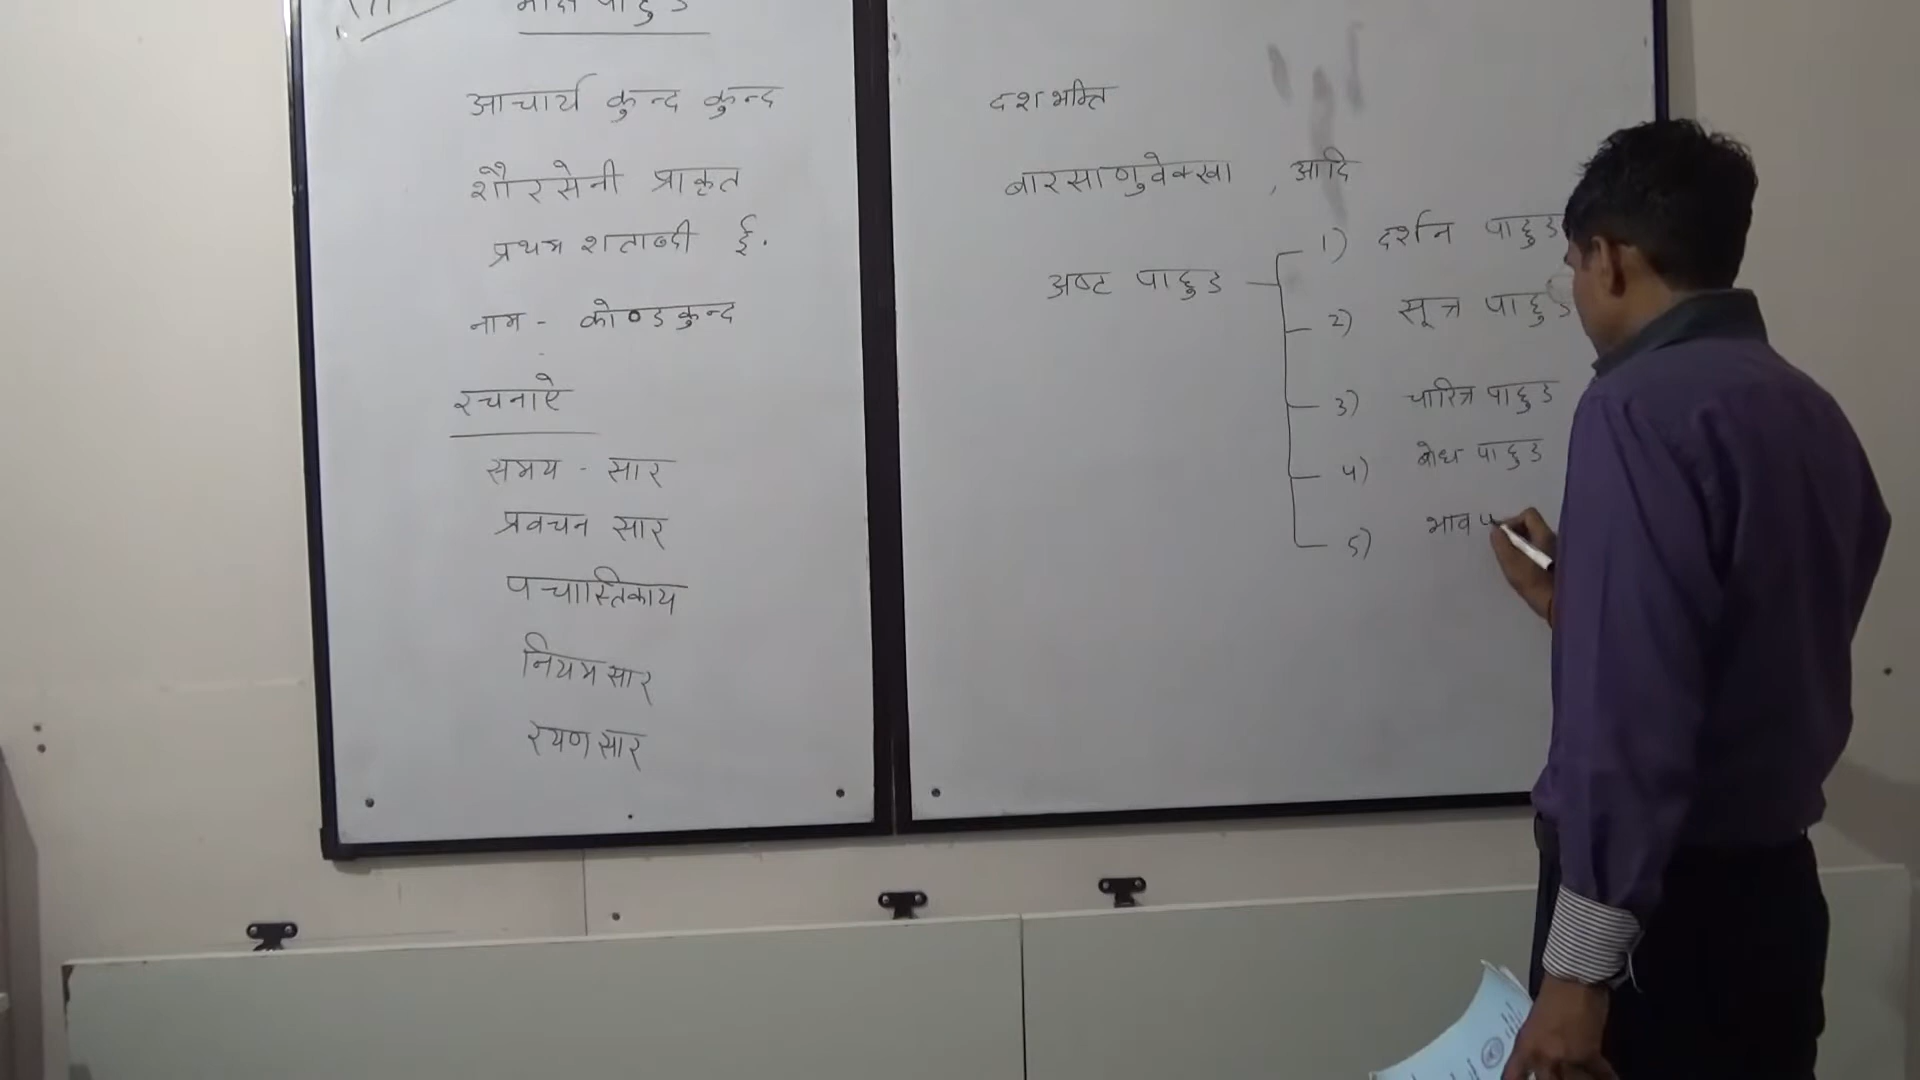 पाहुड
आचार्य कुन्द कुन्द
शौरसेनी प्राकृत
प्रथम शताब्दी ई.
नाम - कोण्डकुन्द
रचनाऐ
समय - सार
प्रवचन सार
पचास्तिकाय
नियमसार
रयणसार
दशभक्ति
बारसाणुवेक्खा , आदि
अष्ट पाहुड
1) दर्शन पाहुड
2) सूत्र पाहुड
3) चारित्र पाहुड
4) बोध पाहुड
5) भाव